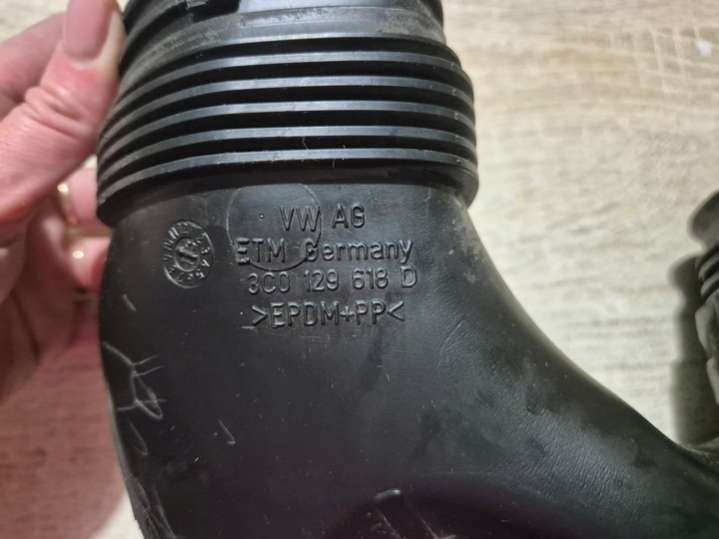 VW AG
ETM Germany
3C0 129 618 D
>EPDM+PP<